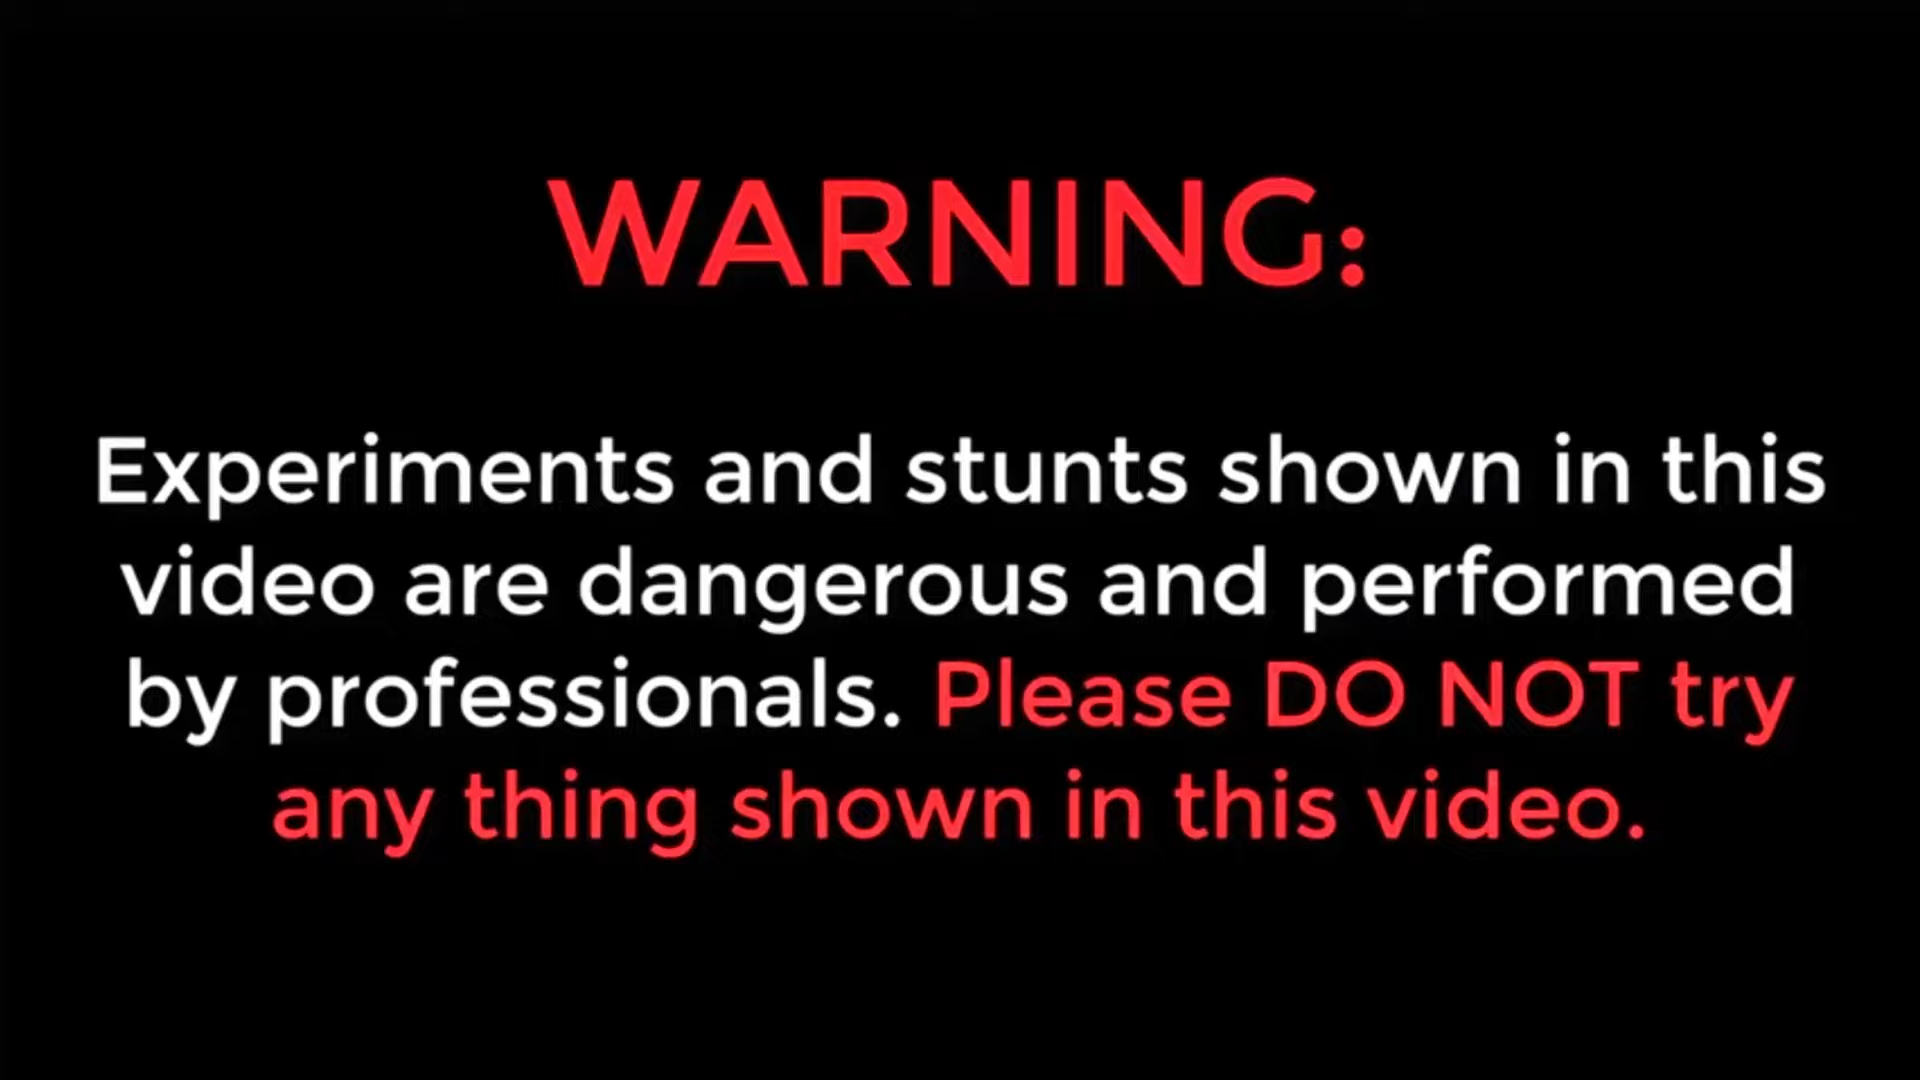 WARNING:
Experiments and stunts shown in this
video are dangerous and performed
by professionals. Please DO NOT try
any thing shown in this video.